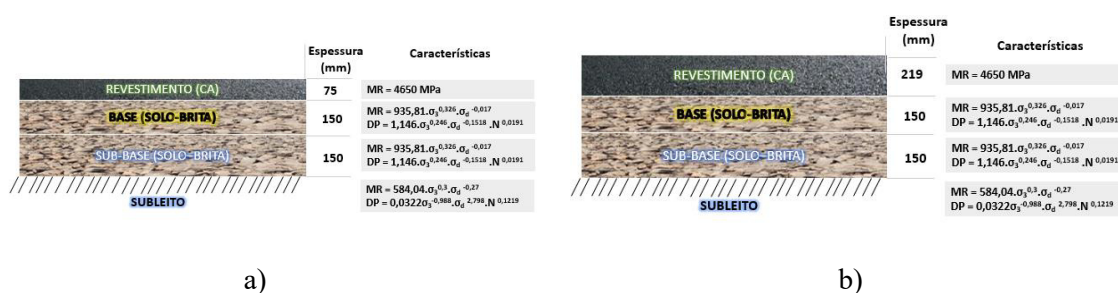 Espessura
(mm)
Características
REVESTIMENTO (CA)
75
MR = 4650 MPa
BASE (SOLO-BRITA)
150
MR = 935,81.σ₃^0,326.σd^-0,017
DP = 1,146.σ₃^0,246.σd^-0,1518.N^0,0191
SUB-BASE (SOLO-BRITA)
150
MR = 935,81.σ₃^0,326.σd^-0,017
DP = 1,146.σ₃^0,246.σd^-0,1518.N^0,0191
SUBLEITO
MR = 584,04.σ₃^0,3.σd^-0,27
DP = 0,0322σ₃^-0,988.σd^2,798.N^0,1219
a)
Espessura
(mm)
Características
REVESTIMENTO (CA)
219
MR = 4650 MPa
BASE (SOLO-BRITA)
150
MR = 935,81.σ₃^0,326.σd^-0,017
DP = 1,146.σ₃^0,246.σd^-0,1518.N^0,0191
SUB-BASE (SOLO-BRITA)
150
MR = 935,81.σ₃^0,326.σd^-0,017
DP = 1,146.σ₃^0,246.σd^-0,1518.N^0,0191
SUBLEITO
MR = 584,04.σ₃^0,3.σd^-0,27
DP = 0,0322σ₃^-0,988.σd^2,798.N^0,1219
b)